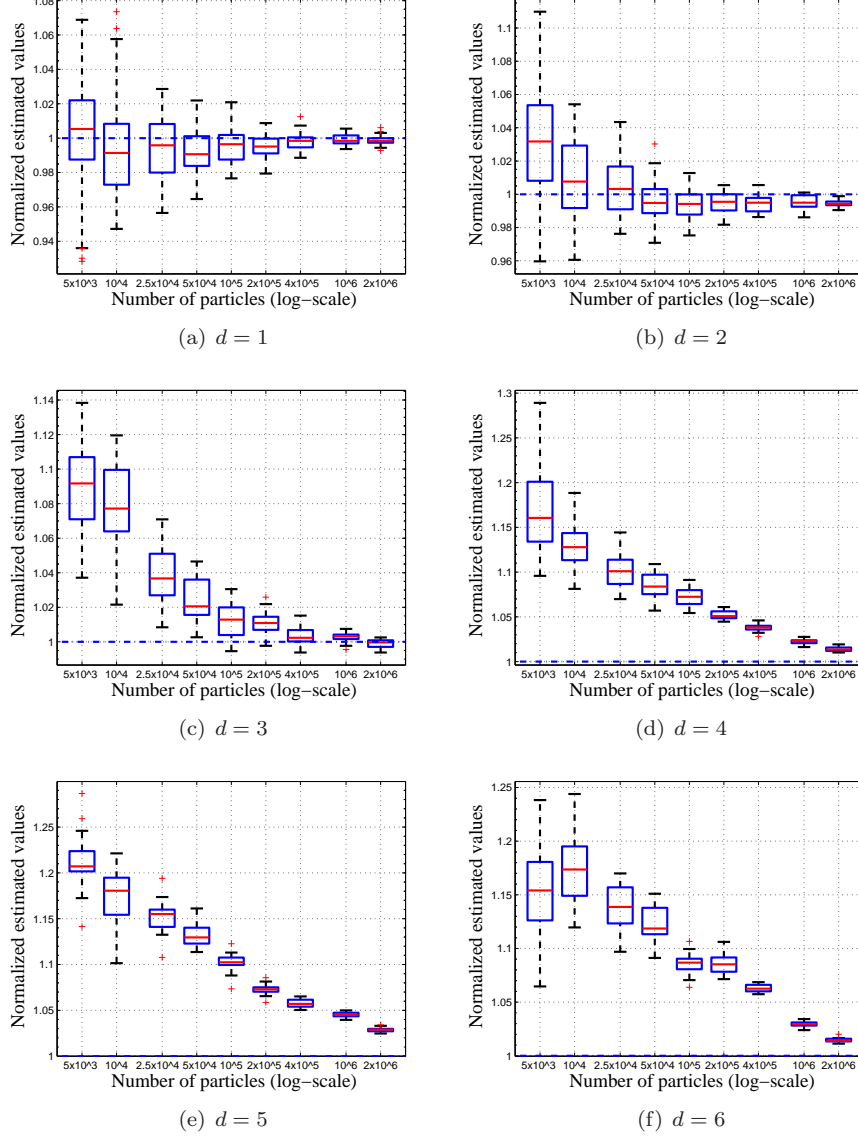 1.08
1.06
1.04
1.02
1
0.98
0.96
0.94
Normalized estimated values
5x10^3 10^4 2.5x10^4 5x10^4 10^5 2x10^5 4x10^5 10^6 2x10^6
Number of particles (log−scale)
(a) d = 1
1.1
1.08
1.06
1.04
1.02
1
0.98
0.96
Normalized estimated values
5x10^3 10^4 2.5x10^4 5x10^4 10^5 2x10^5 4x10^5 10^6 2x10^6
Number of particles (log−scale)
(b) d = 2
1.14
1.12
1.1
1.08
1.06
1.04
1.02
1
Normalized estimated values
5x10^3 10^4 2.5x10^4 5x10^4 10^5 2x10^5 4x10^5 10^6 2x10^6
Number of particles (log−scale)
(c) d = 3
1.3
1.25
1.2
1.15
1.1
1.05
1
Normalized estimated values
5x10^3 10^4 2.5x10^4 5x10^4 10^5 2x10^5 4x10^5 10^6 2x10^6
Number of particles (log−scale)
(d) d = 4
1.25
1.2
1.15
1.1
1.05
1
Normalized estimated values
5x10^3 10^4 2.5x10^4 5x10^4 10^5 2x10^5 4x10^5 10^6 2x10^6
Number of particles (log−scale)
(e) d = 5
1.25
1.2
1.15
1.1
1.05
1
Normalized estimated values
5x10^3 10^4 2.5x10^4 5x10^4 10^5 2x10^5 4x10^5 10^6 2x10^6
Number of particles (log−scale)
(f) d = 6